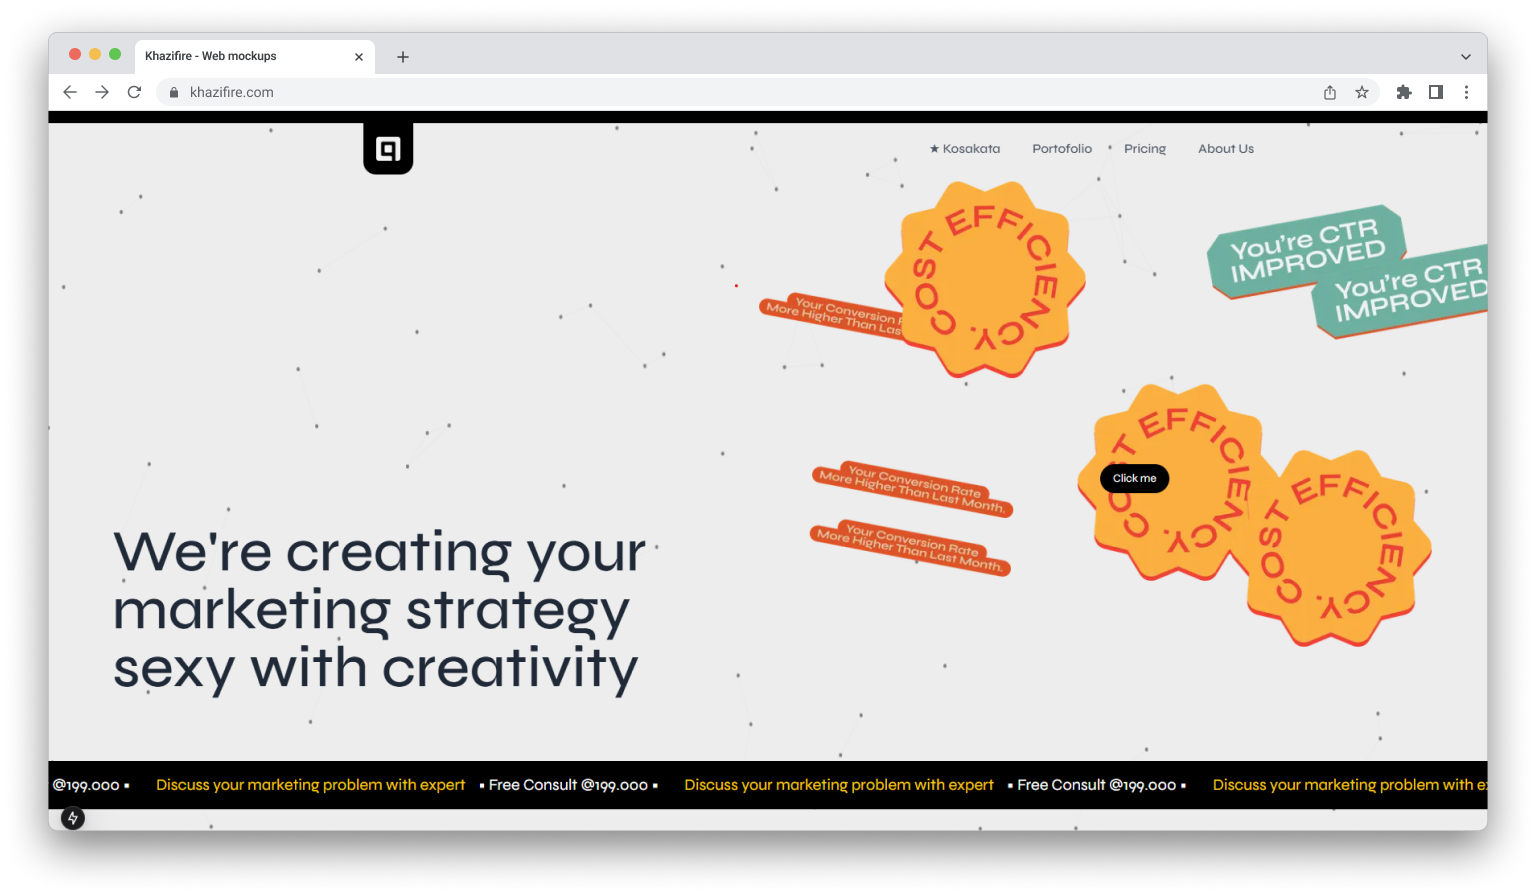 Khazifire - Web mockups
khazifire.com
★ Kosakata
Portofolio
Pricing
About Us
COST EFFICIENCY.
You're CTR
IMPROVED
You're CTR
IMPROVED
Your Conversion
More Higher Than Las
COST EFFICIENCY.
Click me
COST EFFICIENCY.
Your Conversion Rate
More Higher Than Last Month.
Your Conversion Rate
More Higher Than Last Month.
We're creating your
marketing strategy
sexy with creativity
@199.000 ▪ Discuss your marketing problem with expert ▪ Free Consult @199.000 ▪ Discuss your marketing problem with expert ▪ Free Consult @199.000 ▪ Discuss your marketing problem with e